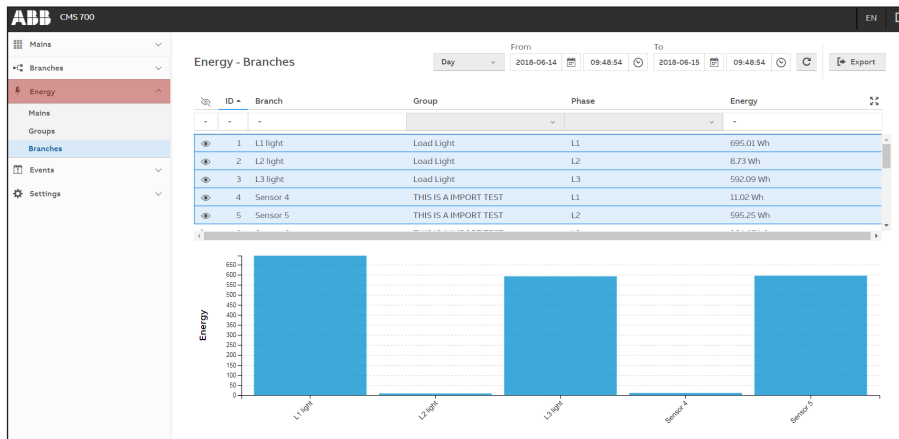 ABB CMS 700 EN
Mains
Branches
Energy
Mains
Groups
Branches
Events
Settings
From To
Energy - Branches Day 2018-06-14 09:48:54 2018-06-15 09:48:54 Export
ID Branch Group Phase Energy
- - - -
1 L1 light Load Light L1 695.01 Wh
2 L2 light Load Light L2 8.73 Wh
3 L3 light Load Light L3 592.09 Wh
4 Sensor 4 THIS IS A IMPORT TEST L1 11.02 Wh
5 Sensor 5 THIS IS A IMPORT TEST L2 595.25 Wh
Energy
650
600
550
500
450
400
350
300
250
200
150
100
50
0
L1 light
L2 light
L3 light
Sensor 4
Sensor 5